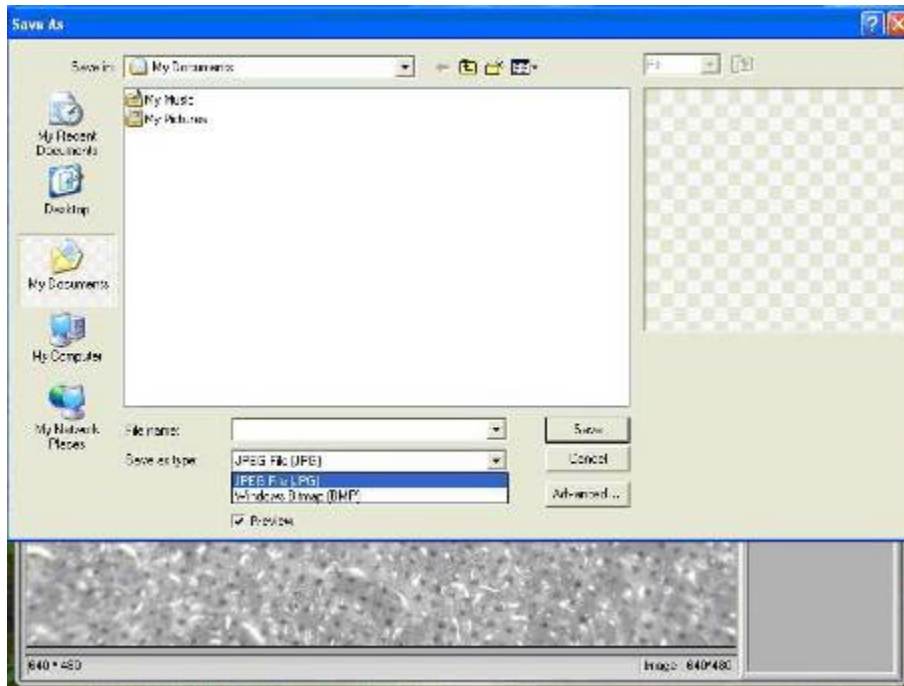 Save As
Save in:
My Documents
My Recent
Documents
Desktop
My Documents
My Computer
My Network
Places
My Music
My Pictures
File name:
Save as type:
JPEG File (JPG)
JPEG File (JPG)
Windows Bitmap (BMP)
Preview
Save
Cancel
Advanced...
640 * 480
Image : 640*480